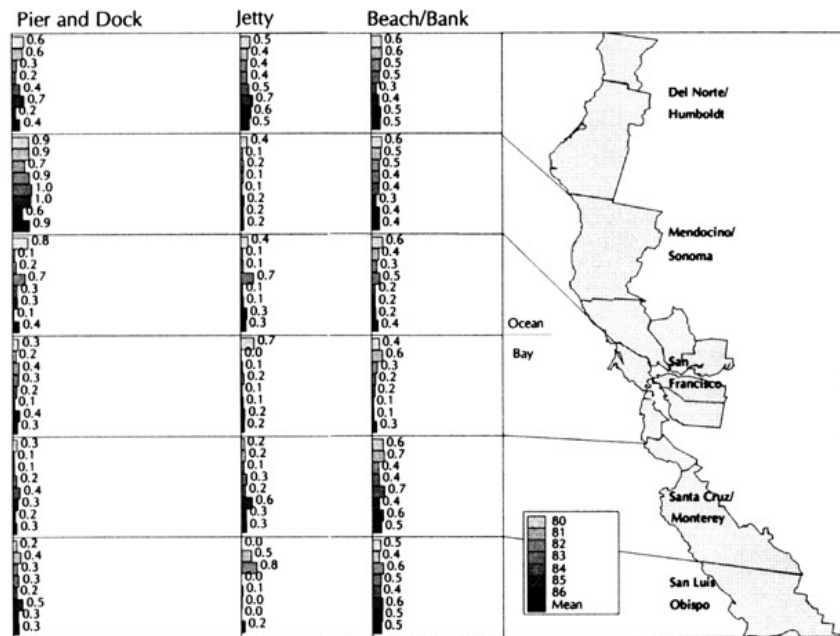 Pier and Dock Jetty Beach/Bank
0.6 0.5 0.6
0.6 0.4 0.6
0.3 0.4 0.5
0.2 0.4 0.5
0.4 0.5 0.3
0.7 0.7 0.4
0.2 0.6 0.5
0.4 0.5 0.5
Del Norte/
Humboldt
0.9 0.4 0.6
0.9 0.1 0.5
0.7 0.2 0.5
0.9 0.1 0.4
1.0 0.1 0.4
1.0 0.2 0.3
0.6 0.2 0.4
0.9 0.2 0.4
Mendocino/
Sonoma
0.8 0.4 0.6
0.1 0.1 0.4
0.2 0.1 0.3
0.7 0.7 0.5
0.3 0.1 0.2
0.3 0.1 0.2
0.1 0.3 0.2
0.4 0.3 0.4
Ocean
Bay
San
Francisco
0.3 0.7 0.4
0.2 0.0 0.6
0.4 0.1 0.3
0.3 0.2 0.2
0.2 0.1 0.2
0.1 0.1 0.1
0.4 0.2 0.1
0.3 0.2 0.3
0.3 0.2 0.6
0.1 0.2 0.7
0.1 0.1 0.4
0.2 0.3 0.4
0.4 0.2 0.7
0.3 0.6 0.4
0.2 0.3 0.6
0.3 0.3 0.5
Santa Cruz/
Monterey
0.2 0.0 0.5
0.4 0.5 0.4
0.3 0.8 0.6
0.3 0.0 0.5
0.2 0.1 0.4
0.5 0.0 0.6
0.3 0.0 0.5
0.3 0.2 0.5
80
81
82
83
84
85
86
Mean
San Luis
Obispo